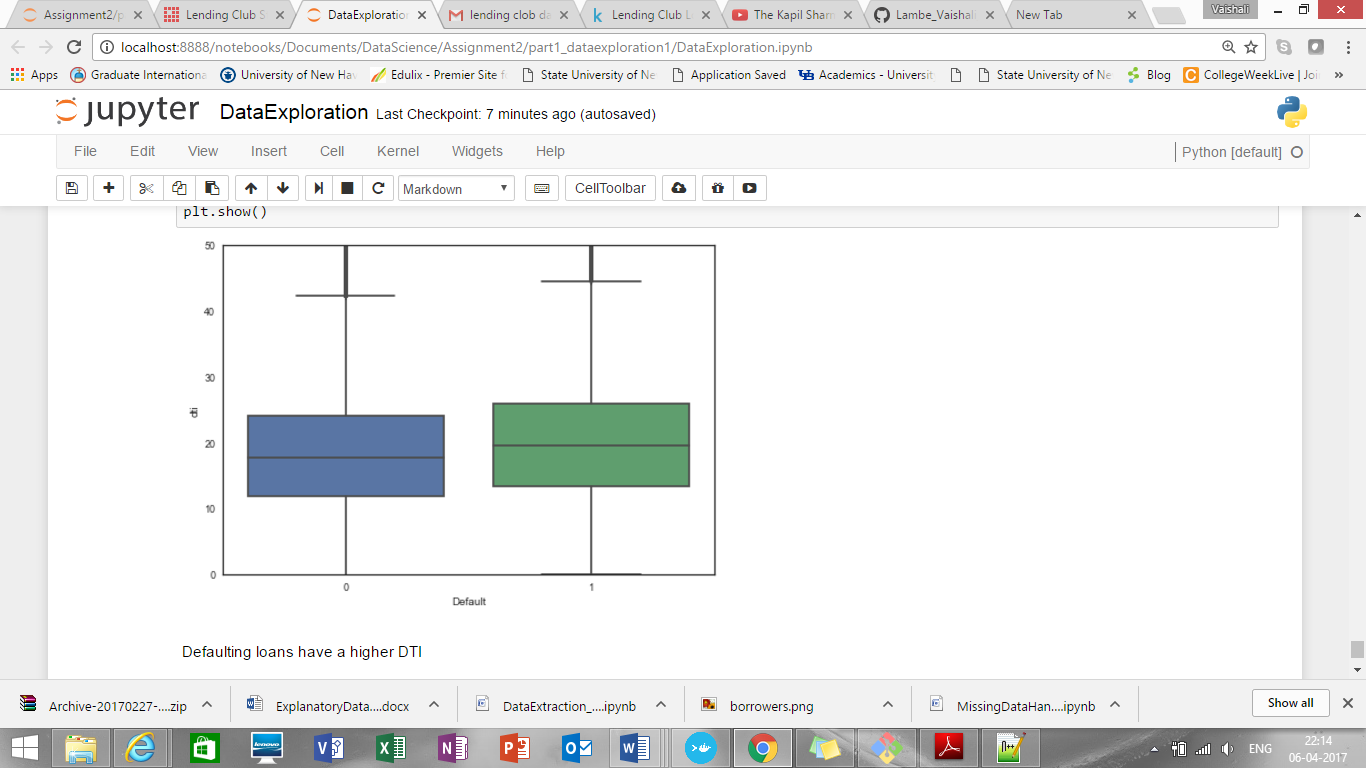 Assignment2/p Lending Club S DataExploratio lending clob da Lending Club L The Kapil Sham Lambe_Vaishali New Tab Vaishali
localhost:8888/notebooks/Documents/DataScience/Assignment2/part1_dataexploration1/DataExploration.ipynb
Apps Graduate Internationa University of New Hav Edulix - Premier Site f State University of Ne Application Saved Academics - Universit State University of Ne Blog CollegeWeekLive | Joi »
jupyter DataExploration Last Checkpoint: 7 minutes ago (autosaved)
File Edit View Insert Cell Kernel Widgets Help Python [default]
Markdown CellToolbar
plt.show()
50
40
30
dti
20
10
0
0 1
Default
Defaulting loans have a higher DTI
Archive-20170227-....zip ExplanatoryData....docx DataExtraction_....ipynb borrowers.png MissingDataHan....ipynb Show all
lenovo ENG 22:14
06-04-2017